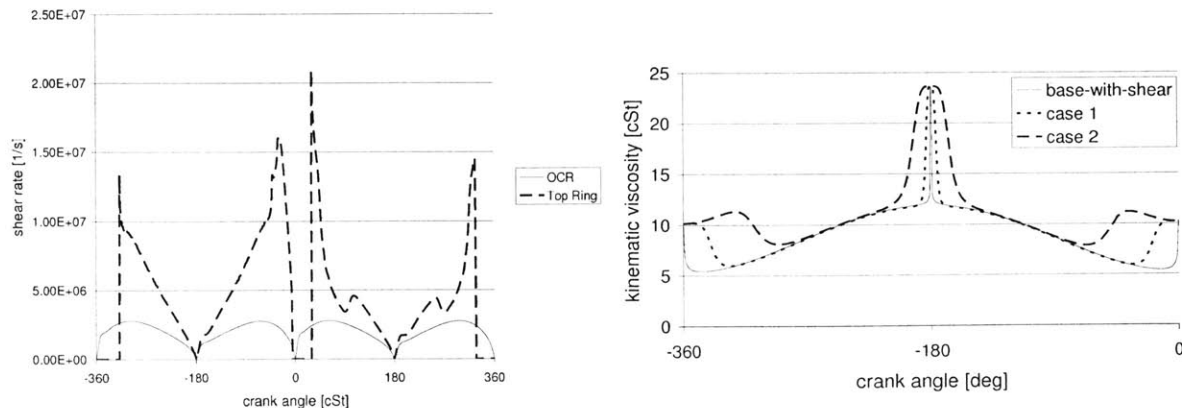 2.50E+07
2.00E+07
1.50E+07
1.00E+07
5.00E+06
0.00E+00
shear rate [1/s]
-360
-180
0
180
360
crank angle [cSt]
OCR
Top Ring
25
20
15
10
5
0
kinematic viscosity [cSt]
base-with-shear
case 1
case 2
-360
-180
0
crank angle [deg]